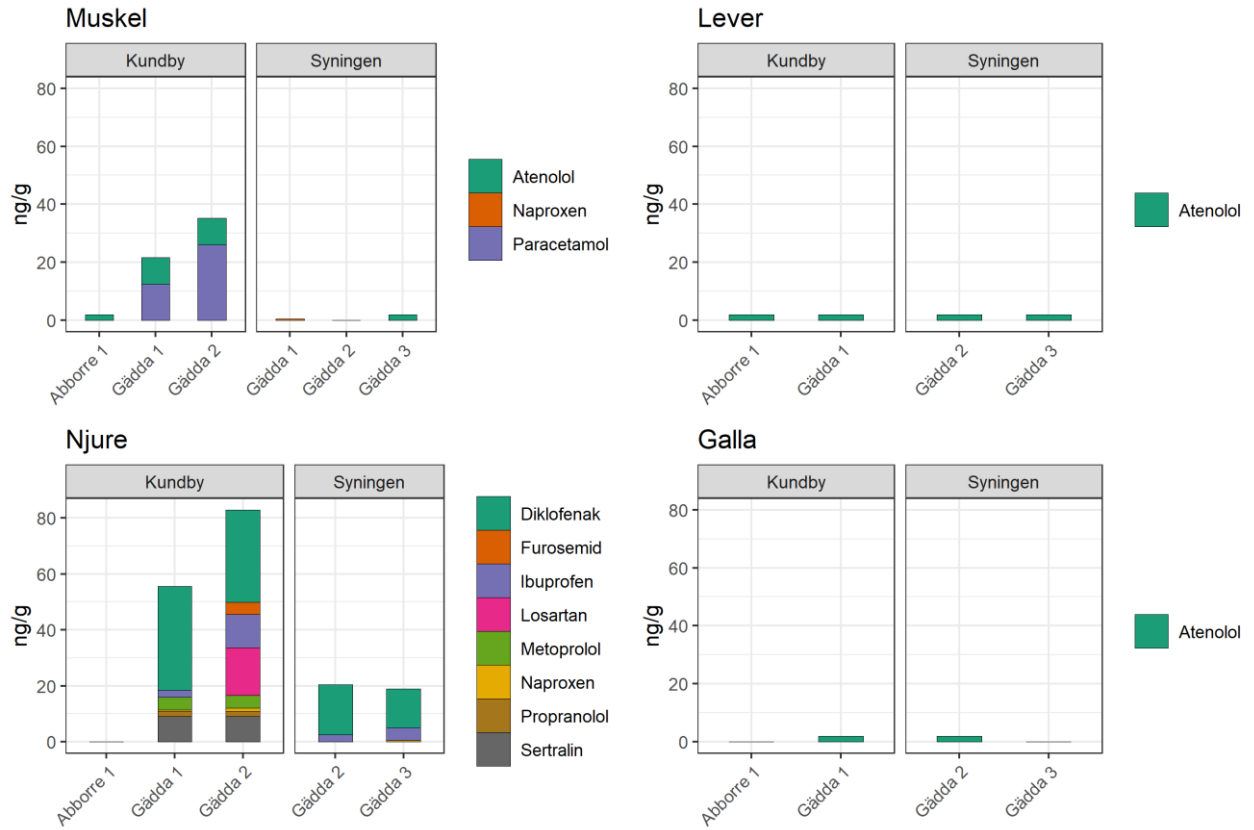 Muskel
Kundby
Syningen
ng/g
80
60
40
20
0
Abborre 1
Gädda 1
Gädda 2
Gädda 1
Gädda 2
Gädda 3
Atenolol
Naproxen
Paracetamol
Lever
Kundby
Syningen
ng/g
80
60
40
20
0
Abborre 1
Gädda 1
Gädda 2
Gädda 3
Atenolol
Njure
Kundby
Syningen
ng/g
80
60
40
20
0
Abborre 1
Gädda 1
Gädda 2
Gädda 2
Gädda 3
Diklofenak
Furosemid
Ibuprofen
Losartan
Metoprolol
Naproxen
Propranolol
Sertralin
Galla
Kundby
Syningen
ng/g
80
60
40
20
0
Abborre 1
Gädda 1
Gädda 2
Gädda 3
Atenolol